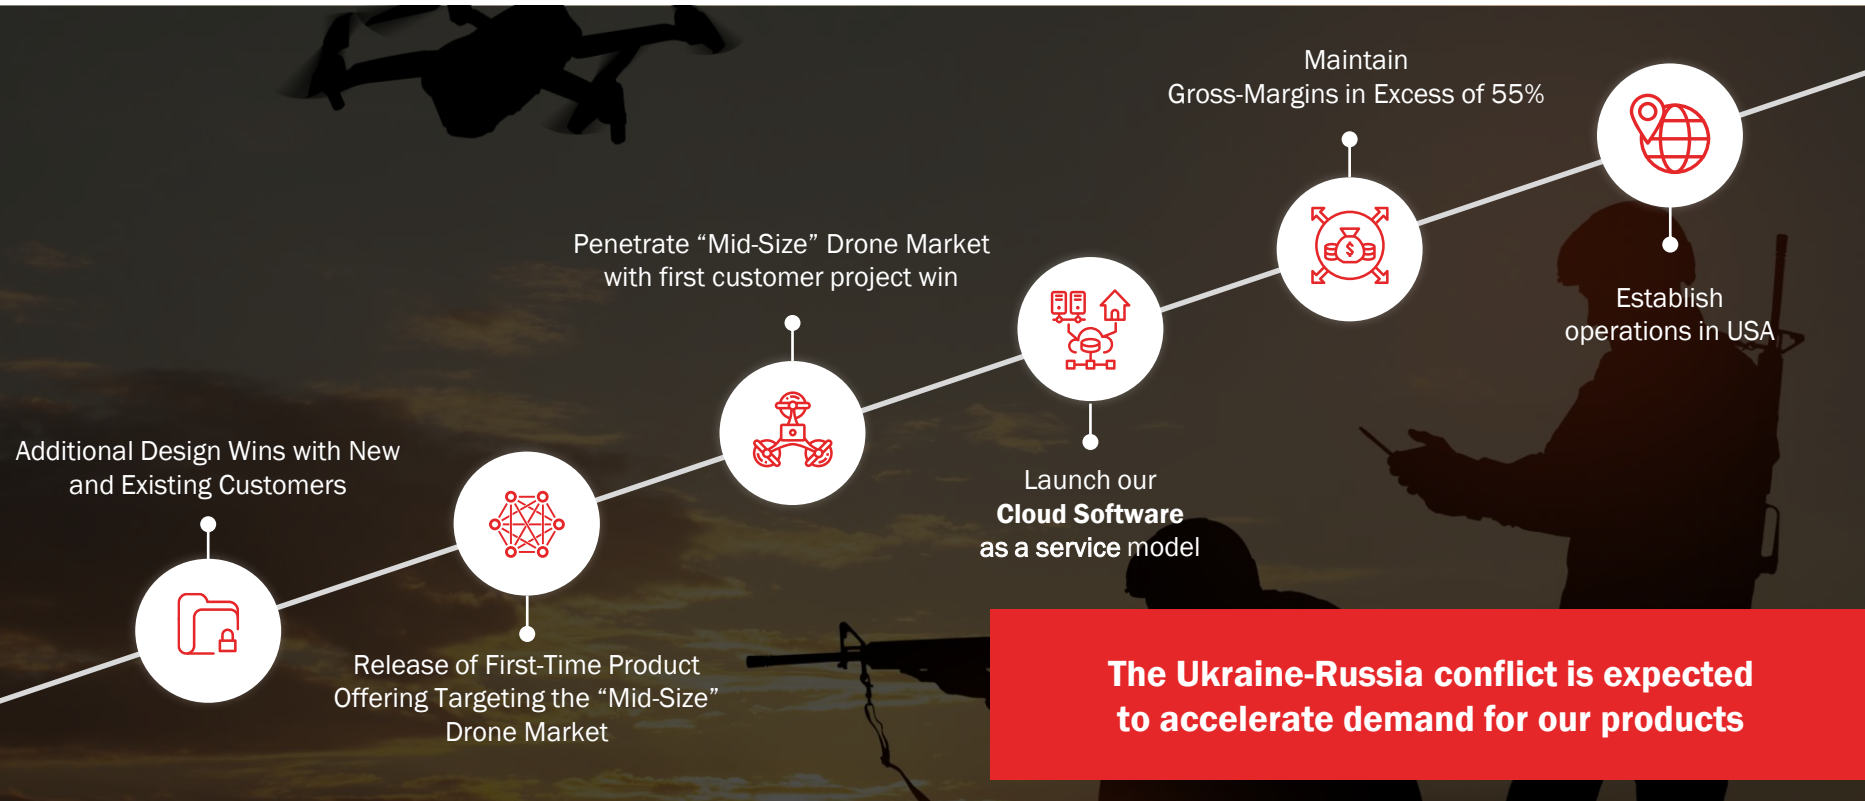 Additional Design Wins with New
and Existing Customers
Release of First-Time Product
Offering Targeting the “Mid-Size”
Drone Market
Penetrate “Mid-Size” Drone Market
with first customer project win
Launch our
Cloud Software
as a service model
Maintain
Gross-Margins in Excess of 55%
Establish
operations in USA
The Ukraine-Russia conflict is expected
to accelerate demand for our products